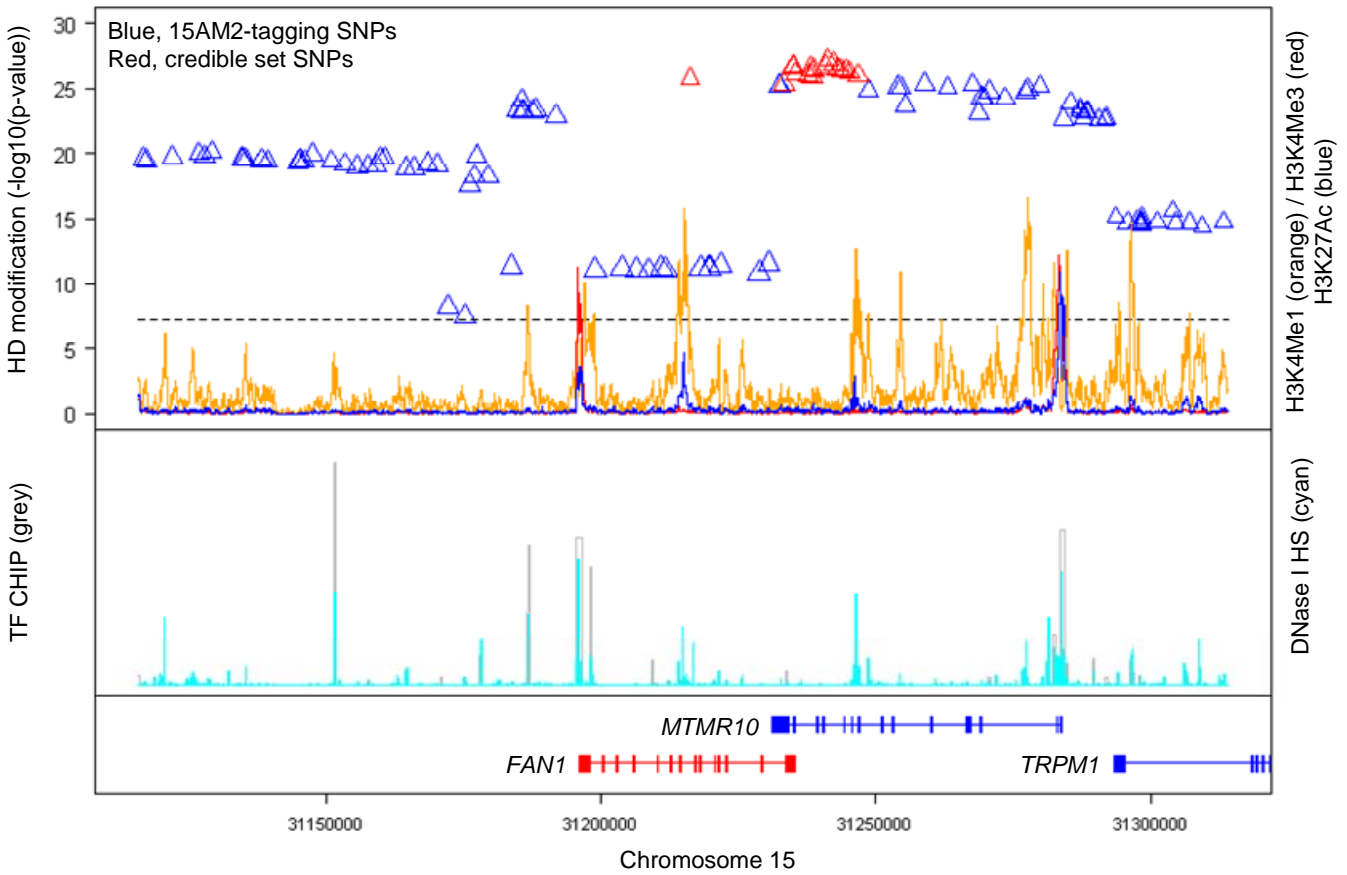 HD modification (-log10(p-value))
30
25
20
15
10
5
0
Blue, 15AM2-tagging SNPs
Red, credible set SNPs
H3K4Me1 (orange) / H3K4Me3 (red)
H3K27Ac (blue)
TF CHIP (grey)
DNase I HS (cyan)
MTMR10
FAN1
TRPM1
31150000
31200000
31250000
31300000
Chromosome 15